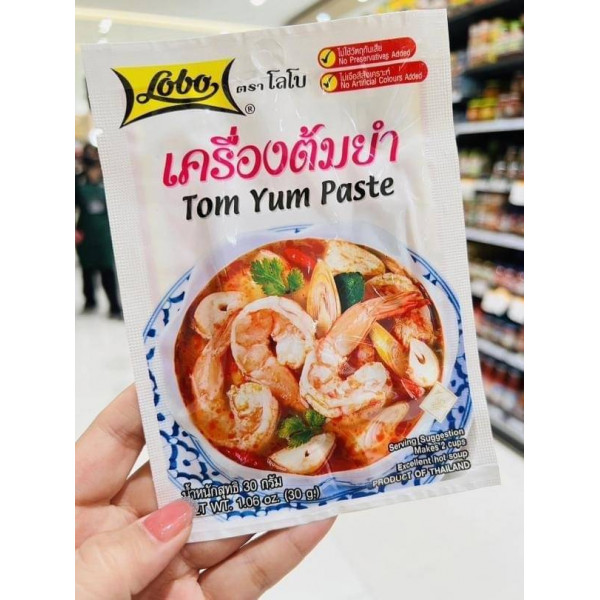 Lobo
ตรา โลโบ
®
ไม่ใช้วัตถุกันเสีย
No Preservatives Added
ไม่เจือสีสังเคราะห์
No Artificial Colours Added
เครื่องต้มยำ
Tom Yum Paste
Serving Suggestion
Makes 2 cups
Excellent hot soup
PRODUCT OF THAILAND
น้ำหนักสุทธิ 30 กรัม
NET WT. 1.06 oz. (30 g.)